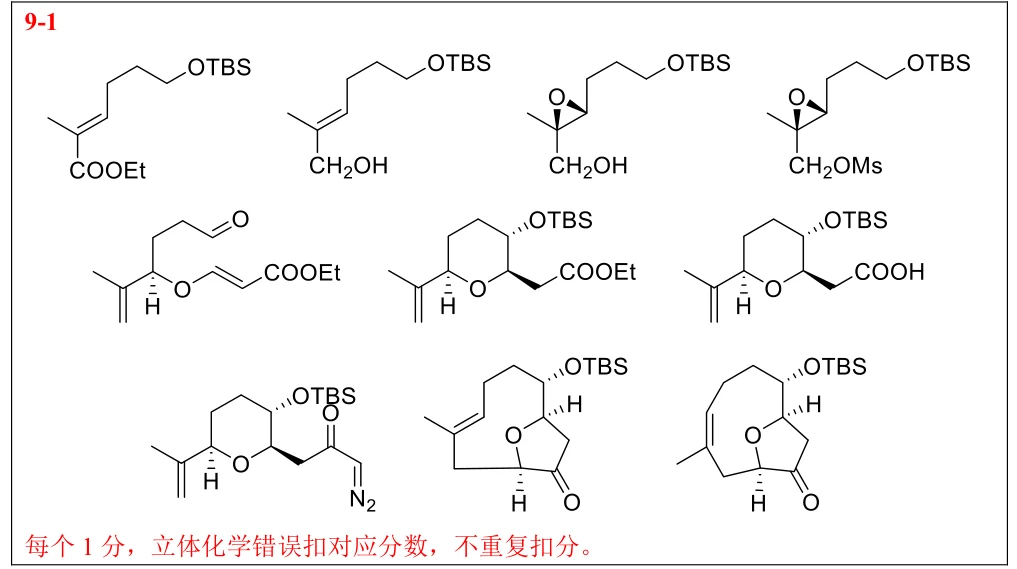 9-1
OTBS OTBS OTBS OTBS
O O
COOEt CH₂OH CH₂OH CH₂OMs
O OTBS OTBS
COOEt COOEt COOH
O O O
H H H
OTBS OTBS OTBS
O H H
O O O
H N₂ H O H O
每个 1 分，立体化学错误扣对应分数，不重复扣分。